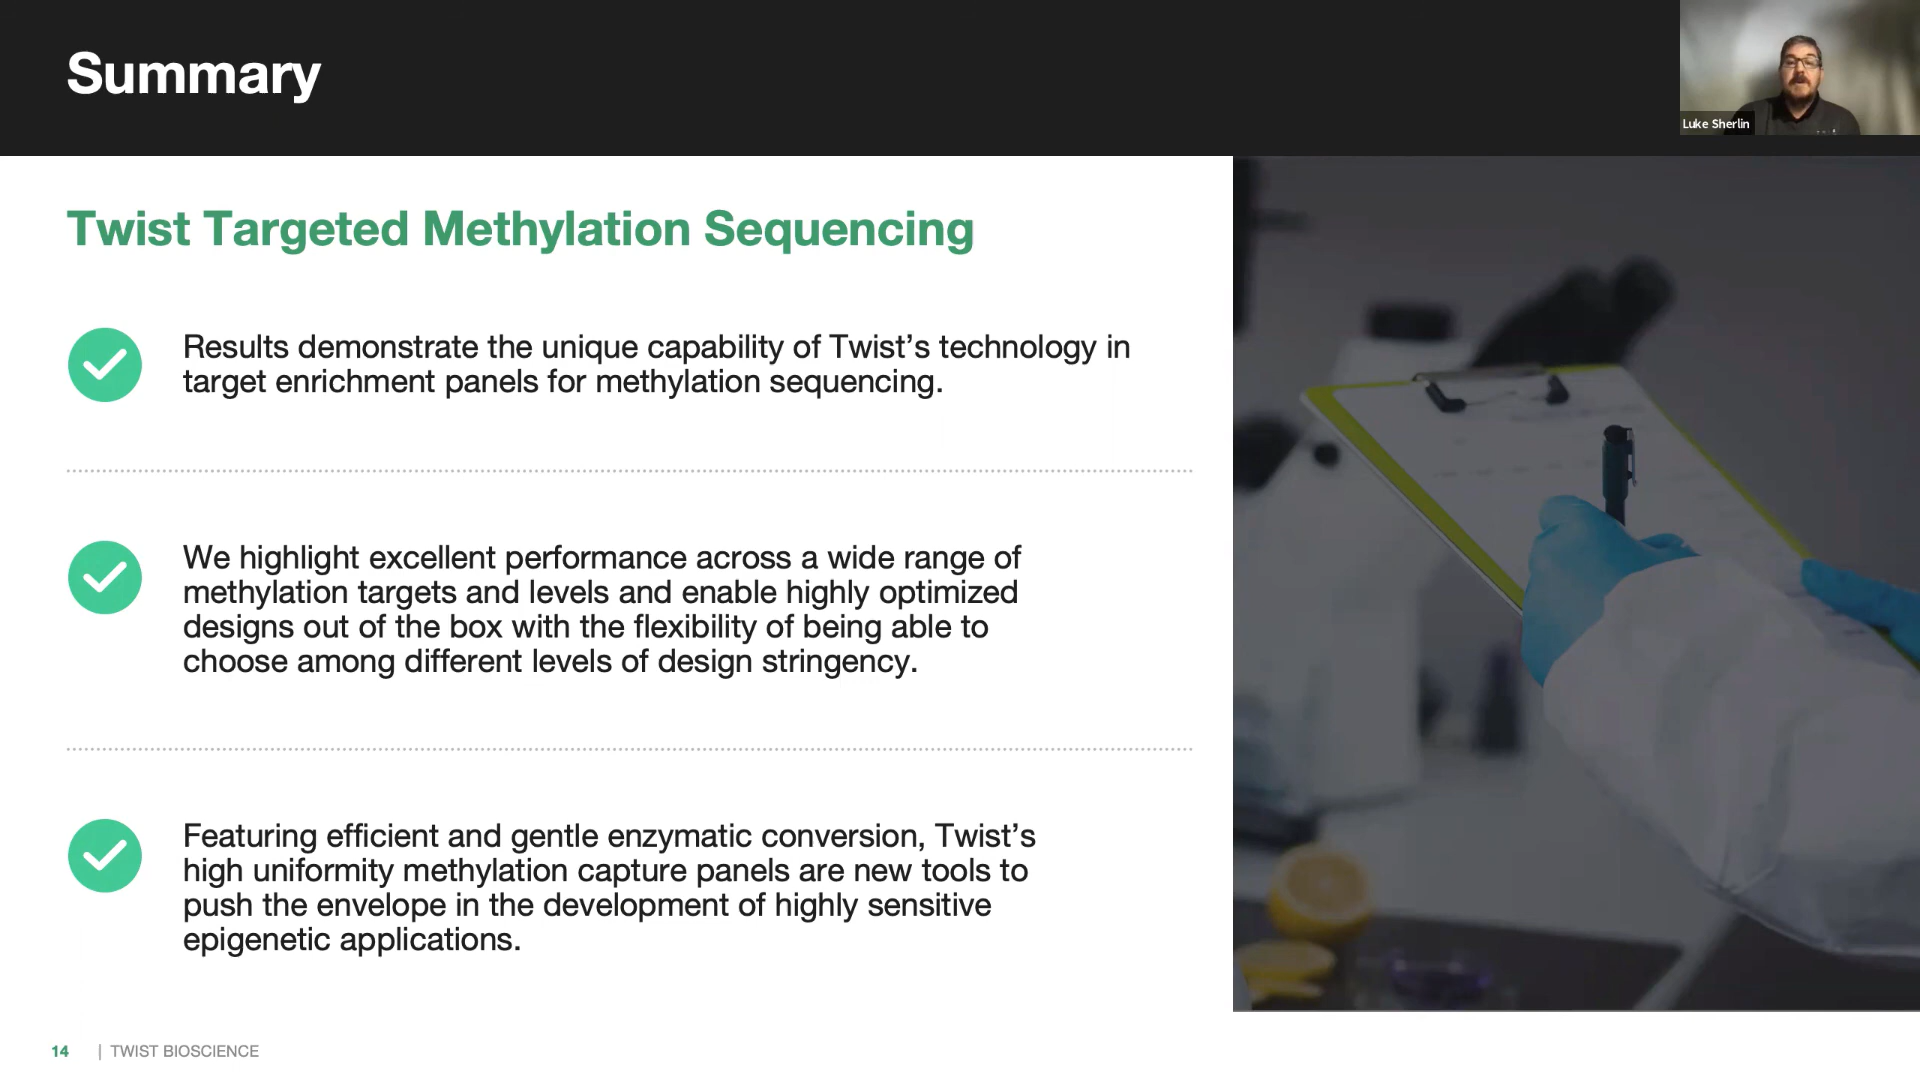 Summary
Luke Sherlin
Twist Targeted Methylation Sequencing
Results demonstrate the unique capability of Twist’s technology in
target enrichment panels for methylation sequencing.
We highlight excellent performance across a wide range of
methylation targets and levels and enable highly optimized
designs out of the box with the flexibility of being able to
choose among different levels of design stringency.
Featuring efficient and gentle enzymatic conversion, Twist’s
high uniformity methylation capture panels are new tools to
push the envelope in the development of highly sensitive
epigenetic applications.
14 | TWIST BIOSCIENCE